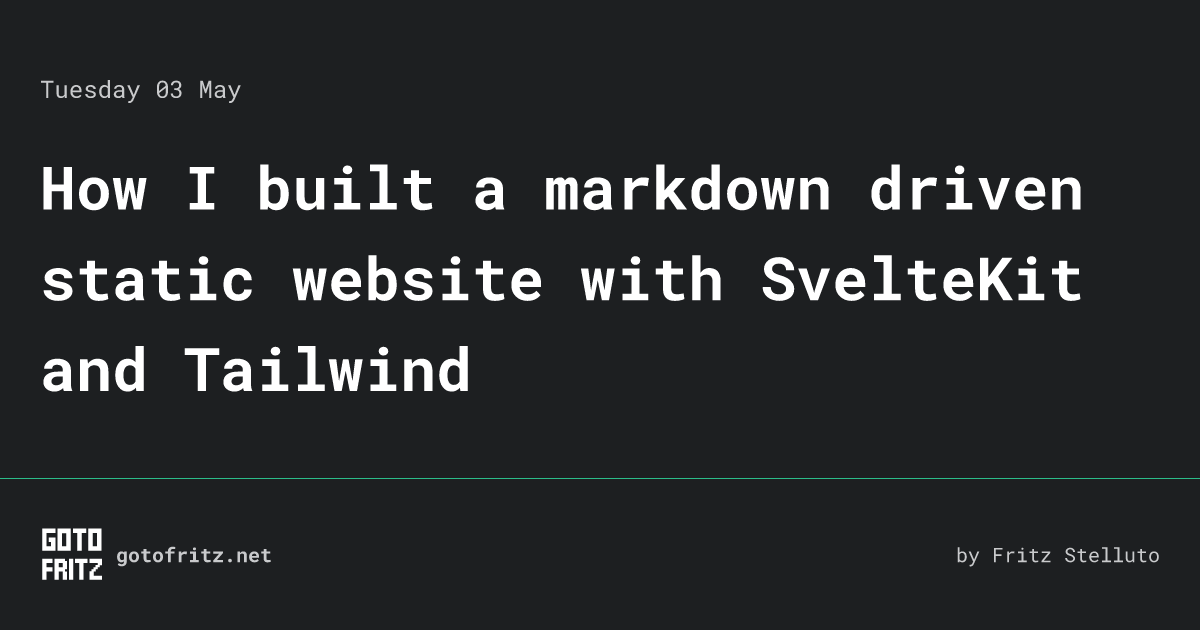 Tuesday 03 May
How I built a markdown driven
static website with SvelteKit
and Tailwind
GOTO
FRITZ
gotofritz.net
by Fritz Stelluto